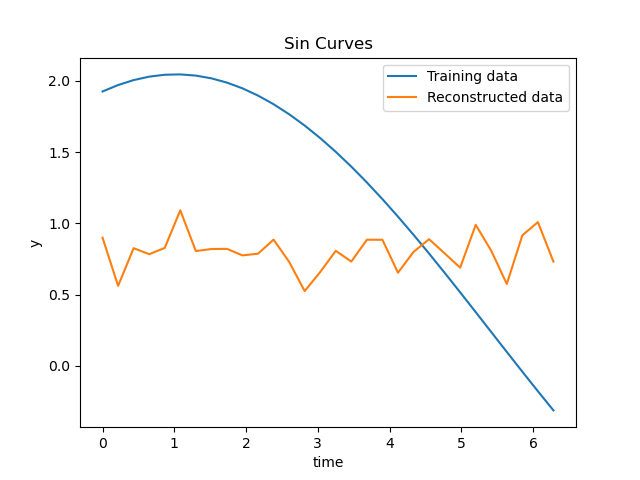 Sin Curves
Training data
Reconstructed data
2.0
1.5
1.0
0.5
0.0
y
0 1 2 3 4 5 6
time